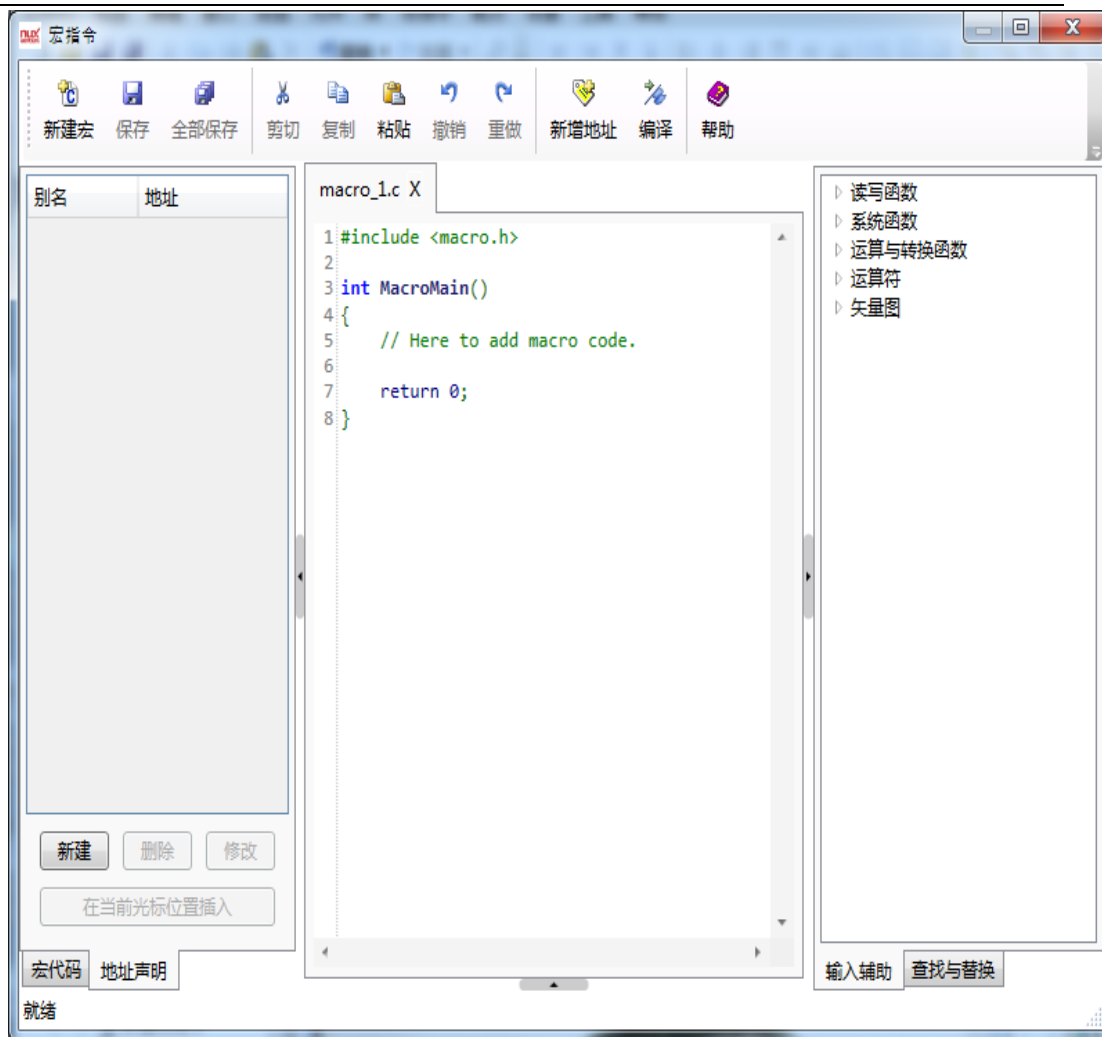 宏指令
新建宏 保存 全部保存 剪切 复制 粘贴 撤销 重做 新增地址 编译 帮助
别名 地址
新建 删除 修改
在当前光标位置插入
宏代码 地址声明
macro_1.c X
1 #include <macro.h>
2
3 int MacroMain()
4 {
5     // Here to add macro code.
6
7     return 0;
8 }
读写函数
系统函数
运算与转换函数
运算符
矢量图
输入辅助 查找与替换
就绪